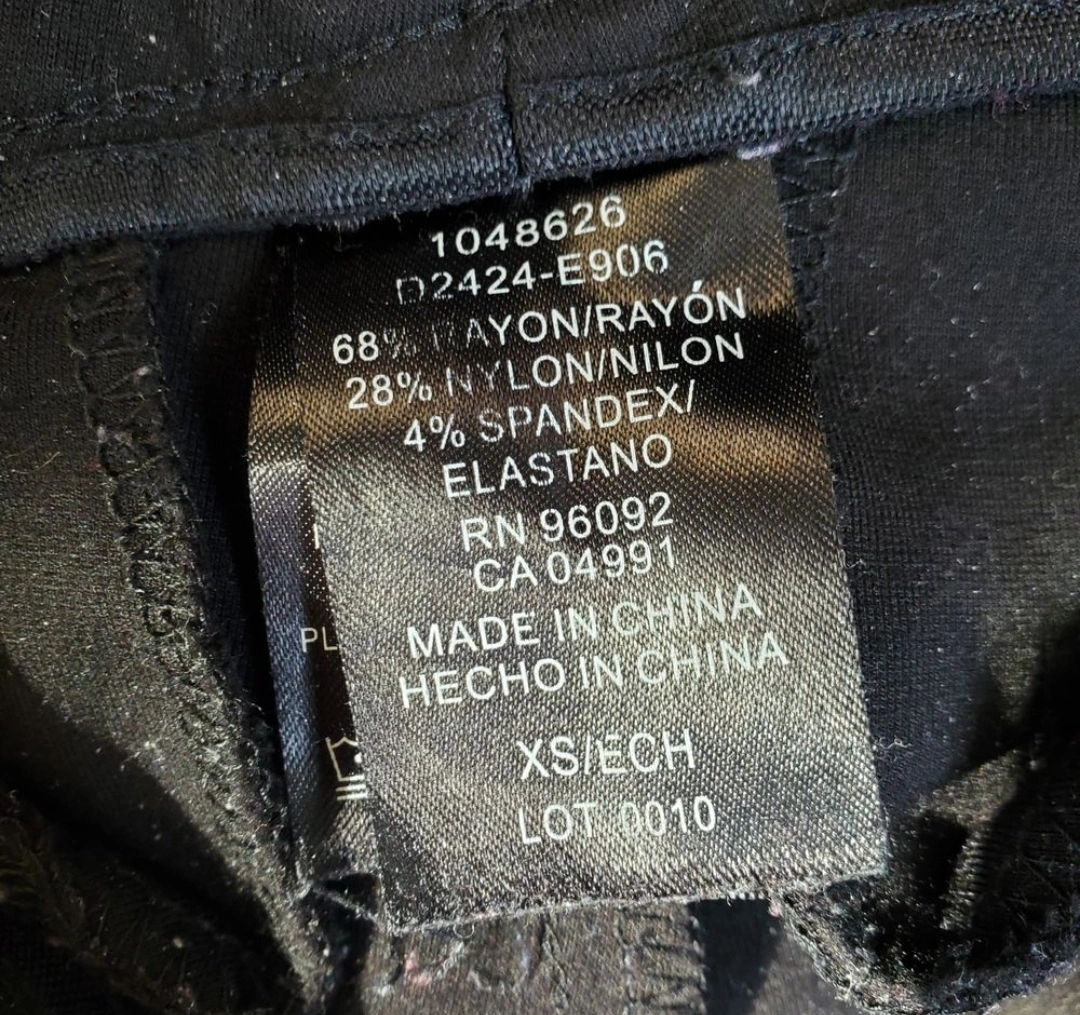 1048626
D2424-E906
68% RAYON/RAYÓN
28% NYLON/NILON
4% SPANDEX/
ELASTANO
RN 96092
CA 04991
MADE IN CHINA
HECHO IN CHINA
XS/ECH
LOT 0010
PL